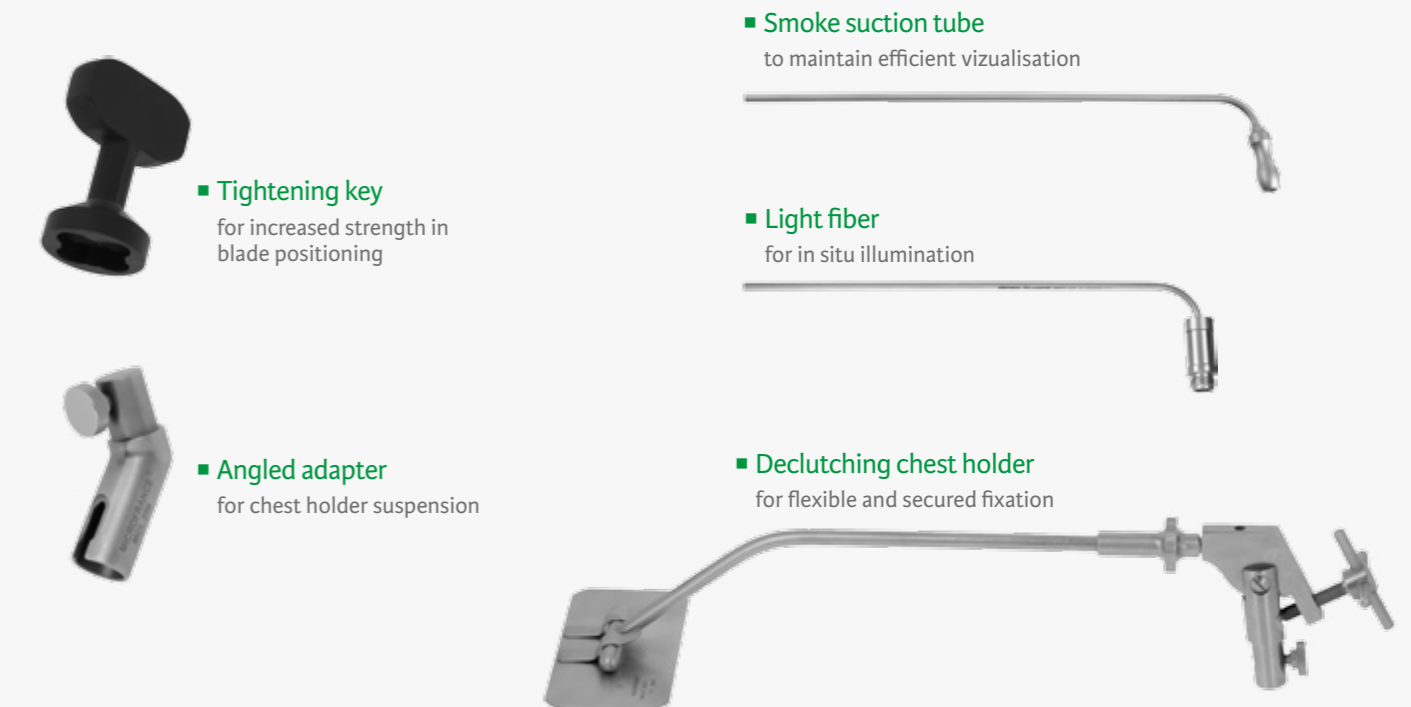 Smoke suction tube
to maintain efficient vizualisation
Tightening key
for increased strength in
blade positioning
Light fiber
for in situ illumination
Angled adapter
for chest holder suspension
MICROFRANCE
Declutching chest holder
for flexible and secured fixation